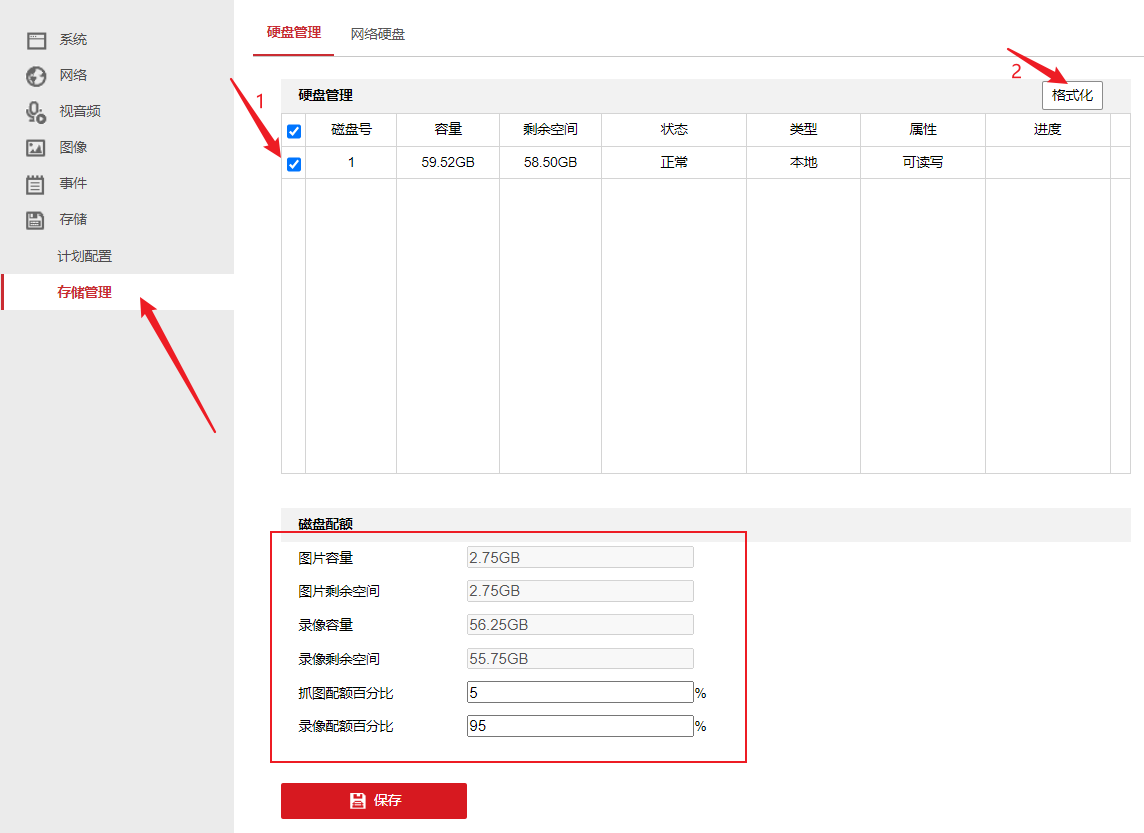 系统
网络
视音频
图像
事件
存储
计划配置
存储管理
硬盘管理 网络硬盘
1
2
硬盘管理 格式化
磁盘号 容量 剩余空间 状态 类型 属性 进度
1 59.52GB 58.50GB 正常 本地 可读写
磁盘配额
图片容量 2.75GB
图片剩余空间 2.75GB
录像容量 56.25GB
录像剩余空间 55.75GB
抓图配额百分比 5 %
录像配额百分比 95 %
保存